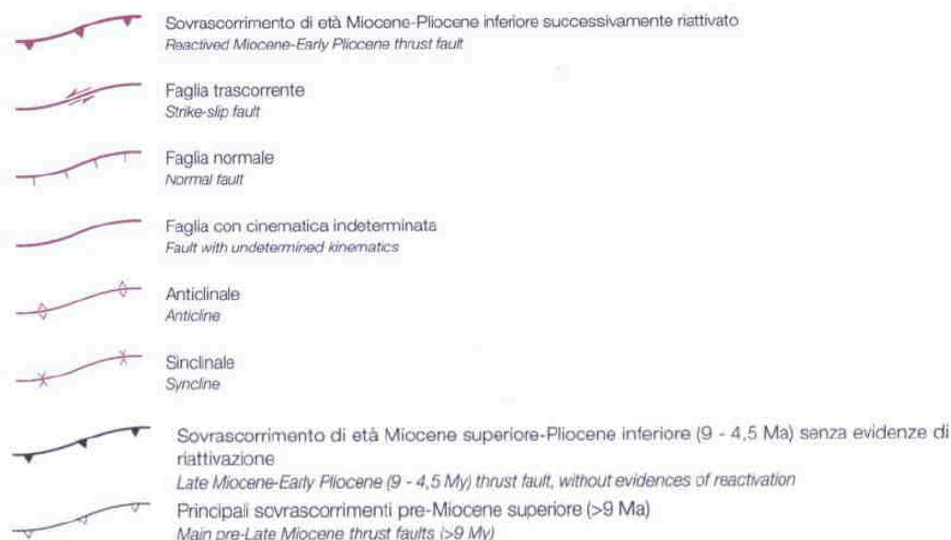 Sovrascorrimento di età Miocene-Pliocene inferiore successivamente riattivato
Reactived Miocene-Early Pliocene thrust fault
Faglia trascorrente
Strike-slip fault
Faglia normale
Normal fault
Faglia con cinematica indeterminata
Fault with undetermined kinematics
Anticlinale
Anticline
Sinclinale
Syncline
Sovrascorrimento di età Miocene superiore-Pliocene inferiore (9 - 4,5 Ma) senza evidenze di
riattivazione
Late Miocene-Early Pliocene (9 - 4,5 My) thrust fault, without evidences of reactivation
Principali sovrascorrimenti pre-Miocene superiore (>9 Ma)
Main pre-Late Miocene thrust faults (>9 My)